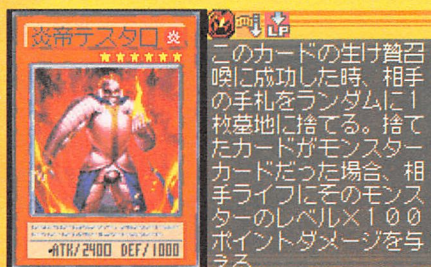 炎帝テスタロ 炎
ATK/2400 DEF/1000
LP
このカードの生け贄召
喚に成功した時、相手
の手札をランダムに1
枚墓地に捨てる。捨て
たカードがモンスター
カードだった場合、相
手ライフにそのモンス
ターのレベル×100
ポイントダメージを与
える